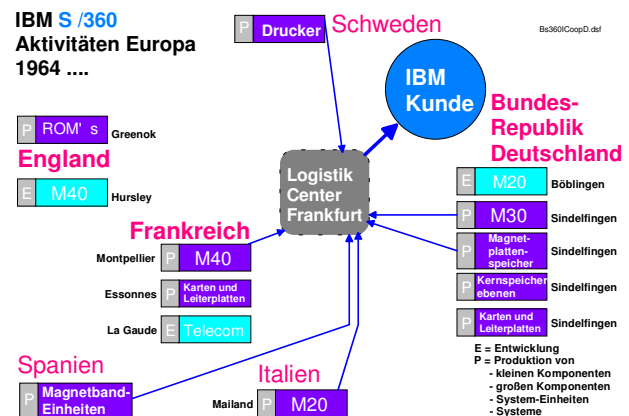 IBM S /360
Aktivitäten Europa
1964 ....
P Drucker
Schweden
Bs360ICoopD.dsf
IBM
Kunde
P ROM' s Greenok
England
E M40 Hursley
Bundes-
Republik
Deutschland
Logistik
Center
Frankfurt
E M20 Böblingen
P M30 Sindelfingen
P Magnet-
platten-
speicher
Sindelfingen
P Kernspeicher
ebenen
Sindelfingen
P Karten und
Leiterplatten
Sindelfingen
Frankreich
Montpellier P M40
Essonnes P Karten und
Leiterplatten
La Gaude E Telecom
Spanien
P Magnetband-
Einheiten
Italien
Mailand P M20
E = Entwicklung
P = Produktion von
- kleinen Komponenten
- großen Komponenten
- System-Einheiten
- Systeme